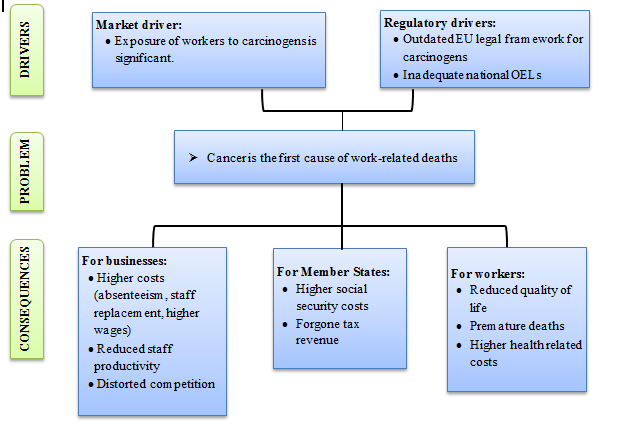 DRIVERS
Market driver:
• Exposure of workers to carcinogens is
significant.
Regulatory drivers:
• Outdated EU legal framework for
carcinogens
• Inadequate national OELs
PROBLEM
➢ Cancer is the first cause of work-related deaths
CONSEQUENCES
For businesses:
• Higher costs
(absenteeism, staff
replacement, higher
wages)
• Reduced staff
productivity
• Distorted competition
For Member States:
• Higher social
security costs
• Forgone tax
revenue
For workers:
• Reduced quality of
life
• Premature deaths
• Higher health related
costs